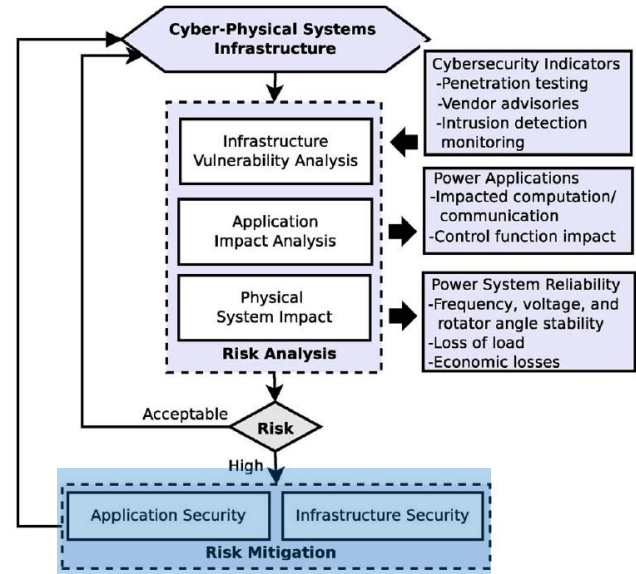 Cyber-Physical Systems
Infrastructure
Cybersecurity Indicators
-Penetration testing
-Vendor advisories
-Intrusion detection
monitoring
Infrastructure
Vulnerability Analysis
Power Applications
-Impacted computation/
communication
-Control function impact
Application
Impact Analysis
Power System Reliability
-Frequency, voltage, and
rotator angle stability
-Loss of load
-Economic losses
Physical
System Impact
Risk Analysis
Acceptable
Risk
High
Application Security
Infrastructure Security
Risk Mitigation